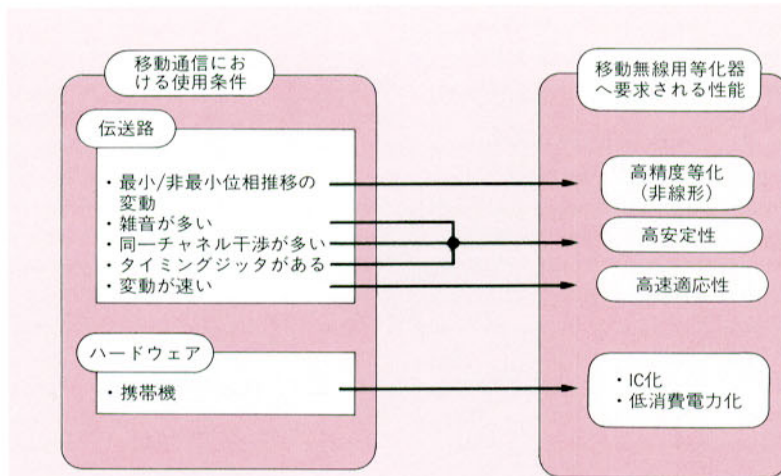 移動通信にお
ける使用条件
伝送路
・最小/非最小位相推移の
変動
・雑音が多い
・同一チャネル干渉が多い
・タイミングジッタがある
・変動が速い
ハードウェア
・携帯機
移動無線用等化器
へ要求される性能
高精度等化
(非線形)
高安定性
高速適応性
・IC化
・低消費電力化